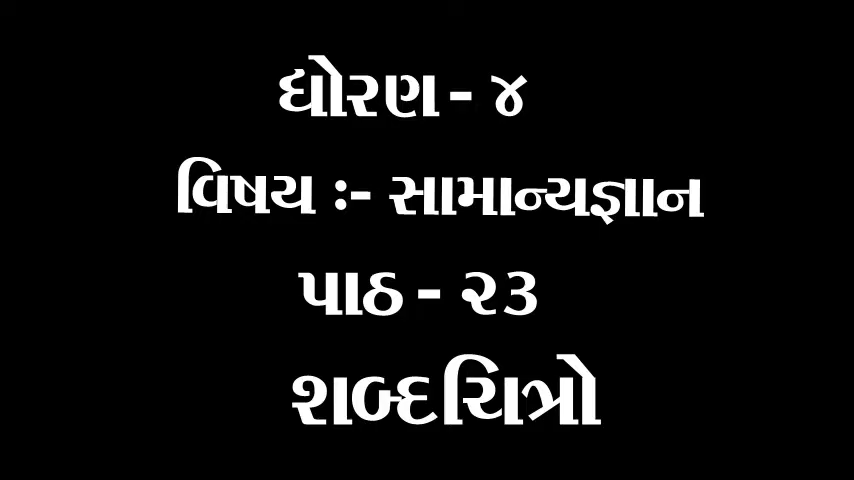 ધોરણ - ૪
વિષય ઃ- સામાન્યજ્ઞાન
પાઠ - ૨૩
શબ્દચિત્રો